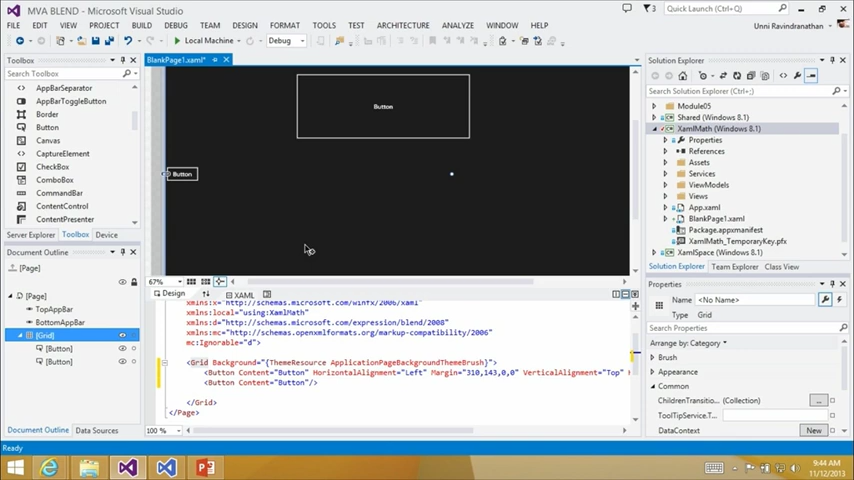 MVA BLEND - Microsoft Visual Studio
3
Quick Launch (Ctrl+Q)
FILE EDIT VIEW PROJECT BUILD DEBUG TEAM DESIGN FORMAT TOOLS TEST ARCHITECTURE ANALYZE WINDOW HELP
Unni Ravindranathan
Local Machine
Debug
Toolbox
Search Toolbox
AppBarSeparator
AppBarToggleButton
Border
Button
Canvas
CaptureElement
CheckBox
ComboBox
CommandBar
ContentControl
ContentPresenter
Server Explorer Toolbox Device
BlankPage1.xaml*
Button
Button
Solution Explorer
Search Solution Explorer (Ctrl+;)
Module05
Shared (Windows 8.1)
XamlMath (Windows 8.1)
Properties
References
Assets
Services
ViewModels
Views
App.xaml
BlankPage1.xaml
Package.appxmanifest
XamlMath_TemporaryKey.pfx
XamlSpace (Windows 8.1)
Solution Explorer Team Explorer Class View
Document Outline
[Page]
[Page]
TopAppBar
BottomAppBar
[Grid]
[Button]
[Button]
Document Outline Data Sources
67%
Design XAML
xmlns:x="http://schemas.microsoft.com/winfx/2006/xaml"
xmlns:local="using:XamlMath"
xmlns:d="http://schemas.microsoft.com/expression/blend/2008"
xmlns:mc="http://schemas.openxmlformats.org/markup-compatibility/2006"
mc:Ignorable="d">
<Grid Background="{ThemeResource ApplicationPageBackgroundThemeBrush}">
<Button Content="Button" HorizontalAlignment="Left" Margin="310,143,0,0" VerticalAlignment="Top"
<Button Content="Button"/>
</Grid>
</Page>
100 %
Properties
Name <No Name>
Type Grid
Search Properties
Arrange by: Category
Brush
Appearance
Common
ChildrenTransitio... (Collection) ...
ToolTipService.T...
DataContext New
Ready
9:44 AM
11/12/2013